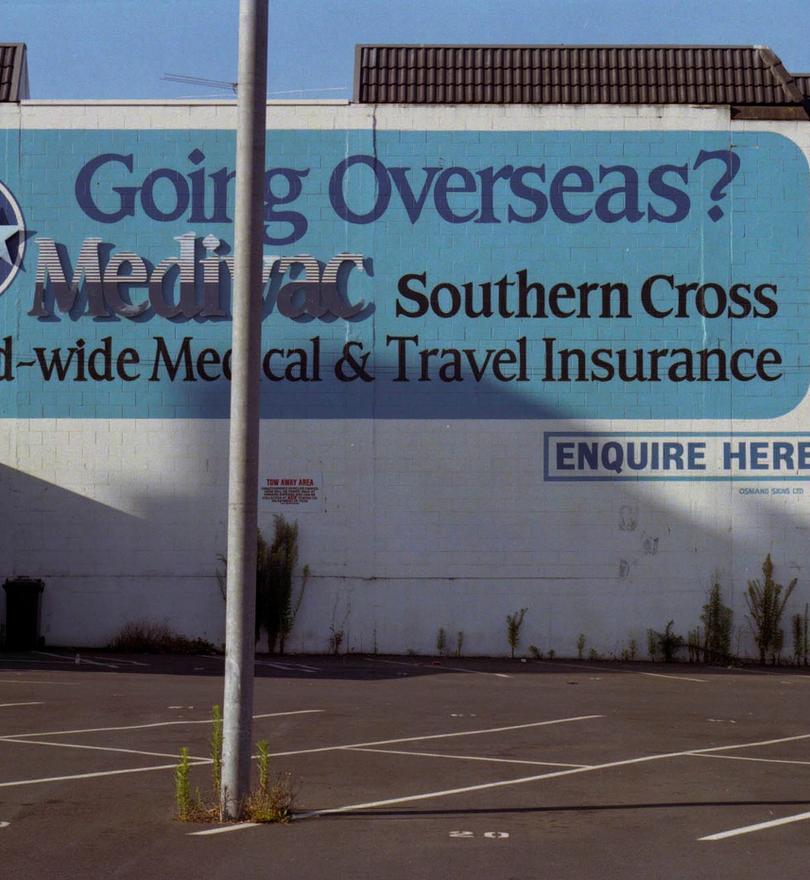 Going Overseas?
Medivac Southern Cross
d-wide Medical & Travel Insurance
ENQUIRE HERE
TOW AWAY AREA
OSMAND SIGNS LTD
20